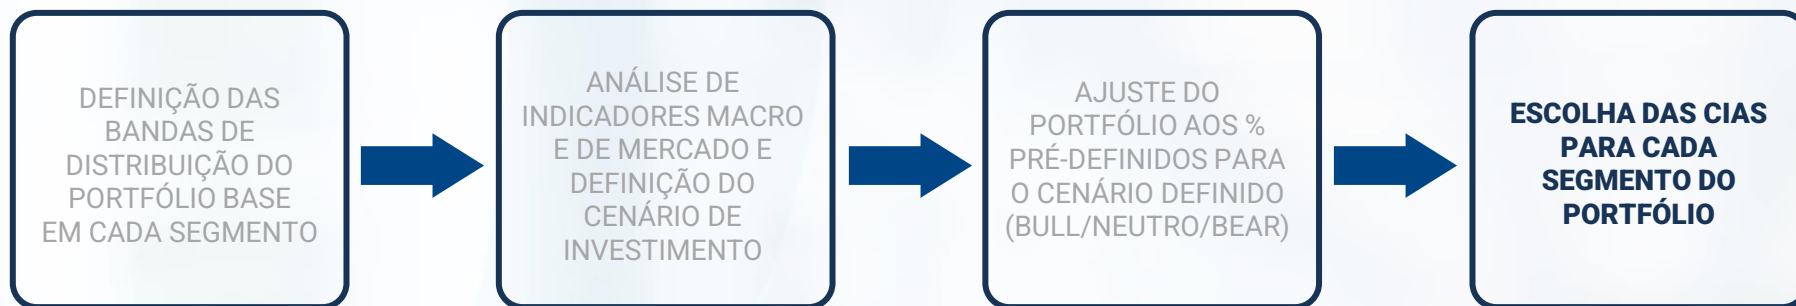 DEFINIÇÃO DAS
BANDAS DE
DISTRIBUIÇÃO DO
PORTFÓLIO BASE
EM CADA SEGMENTO
ANÁLISE DE
INDICADORES MACRO
E DE MERCADO E
DEFINIÇÃO DO
CENÁRIO DE
INVESTIMENTO
AJUSTE DO
PORTFÓLIO AOS %
PRÉ-DEFINIDOS PARA
O CENÁRIO DEFINIDO
(BULL/NEUTRO/BEAR)
ESCOLHA DAS CIAS
PARA CADA
SEGMENTO DO
PORTFÓLIO